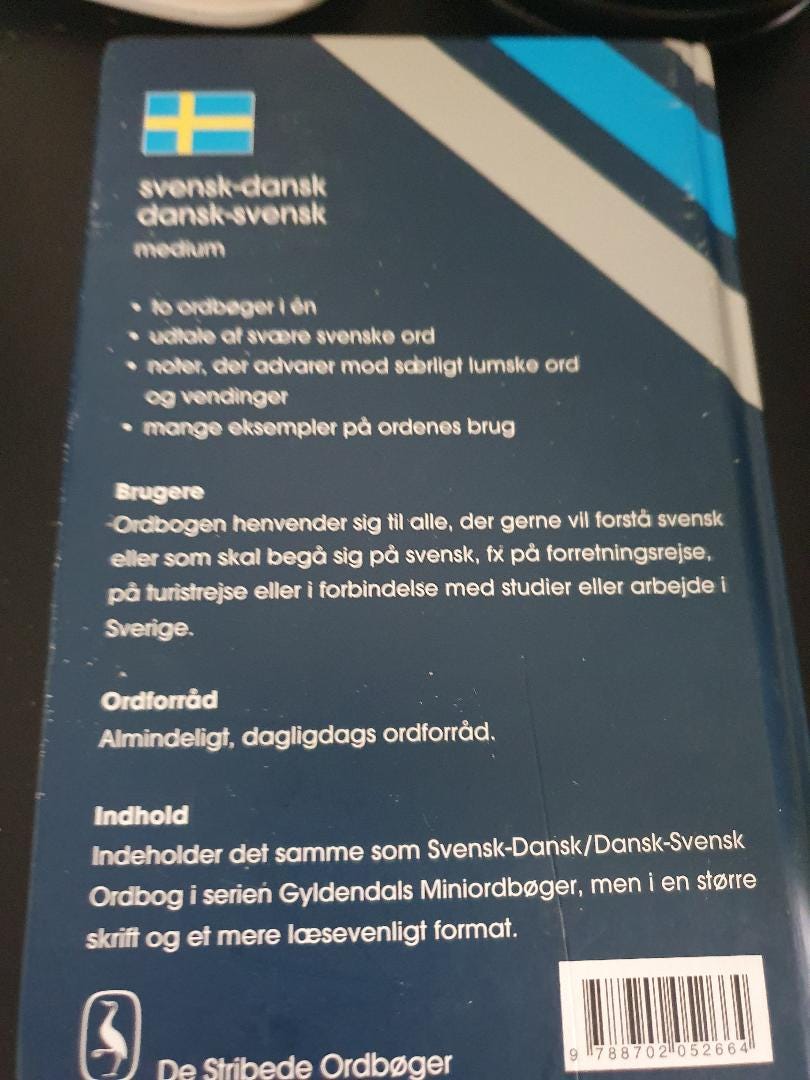 svensk-dansk
dansk-svensk
medium
• to ordbøger i én
• udtale af svære svenske ord
• noter, der advarer mod særligt lumske ord
og vendinger
• mange eksempler på ordenes brug
Brugere
Ordbogen henvender sig til alle, der gerne vil forstå svensk
eller som skal begå sig på svensk, fx på forretningsrejse,
på turistrejse eller i forbindelse med studier eller arbejde i
Sverige.
Ordforråd
Almindeligt, dagligdags ordforråd.
Indhold
Indeholder det samme som Svensk-Dansk/Dansk-Svensk
Ordbog i serien Gyldendals Miniordbøger, men i en større
skrift og et mere læsevenligt format.
De Stribede Ordbøger
9 788702 052664